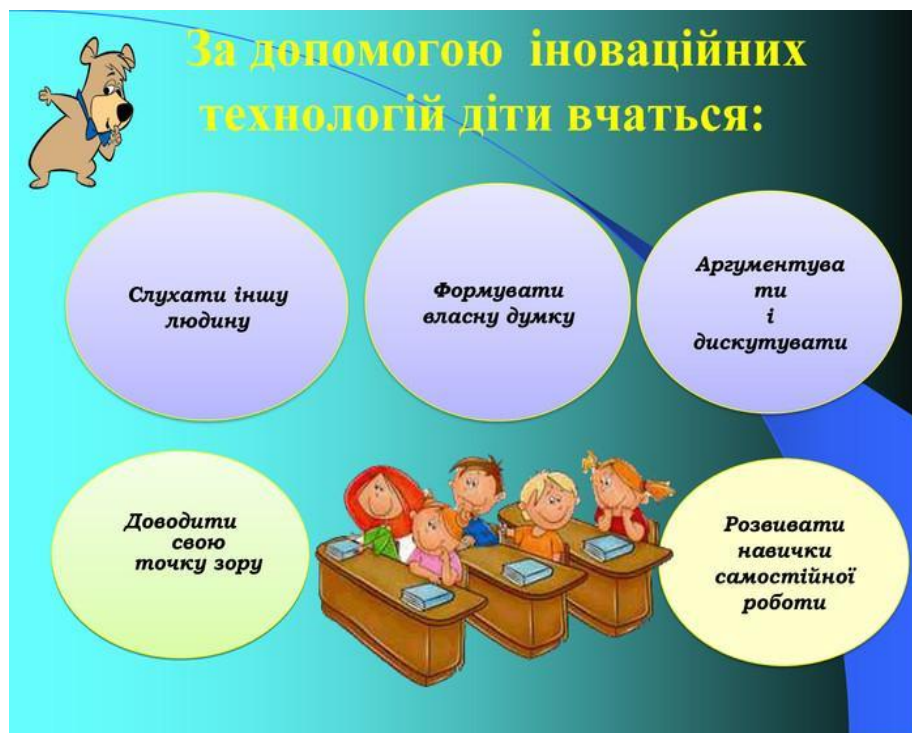 За допомогою іноваційних
технологій діти вчаться:
Слухати іншу
людину
Формувати
власну думку
Аргументува
ти
і
дискутувати
Доводити
свою
точку зору
Розвивати
навички
самостійної
роботи